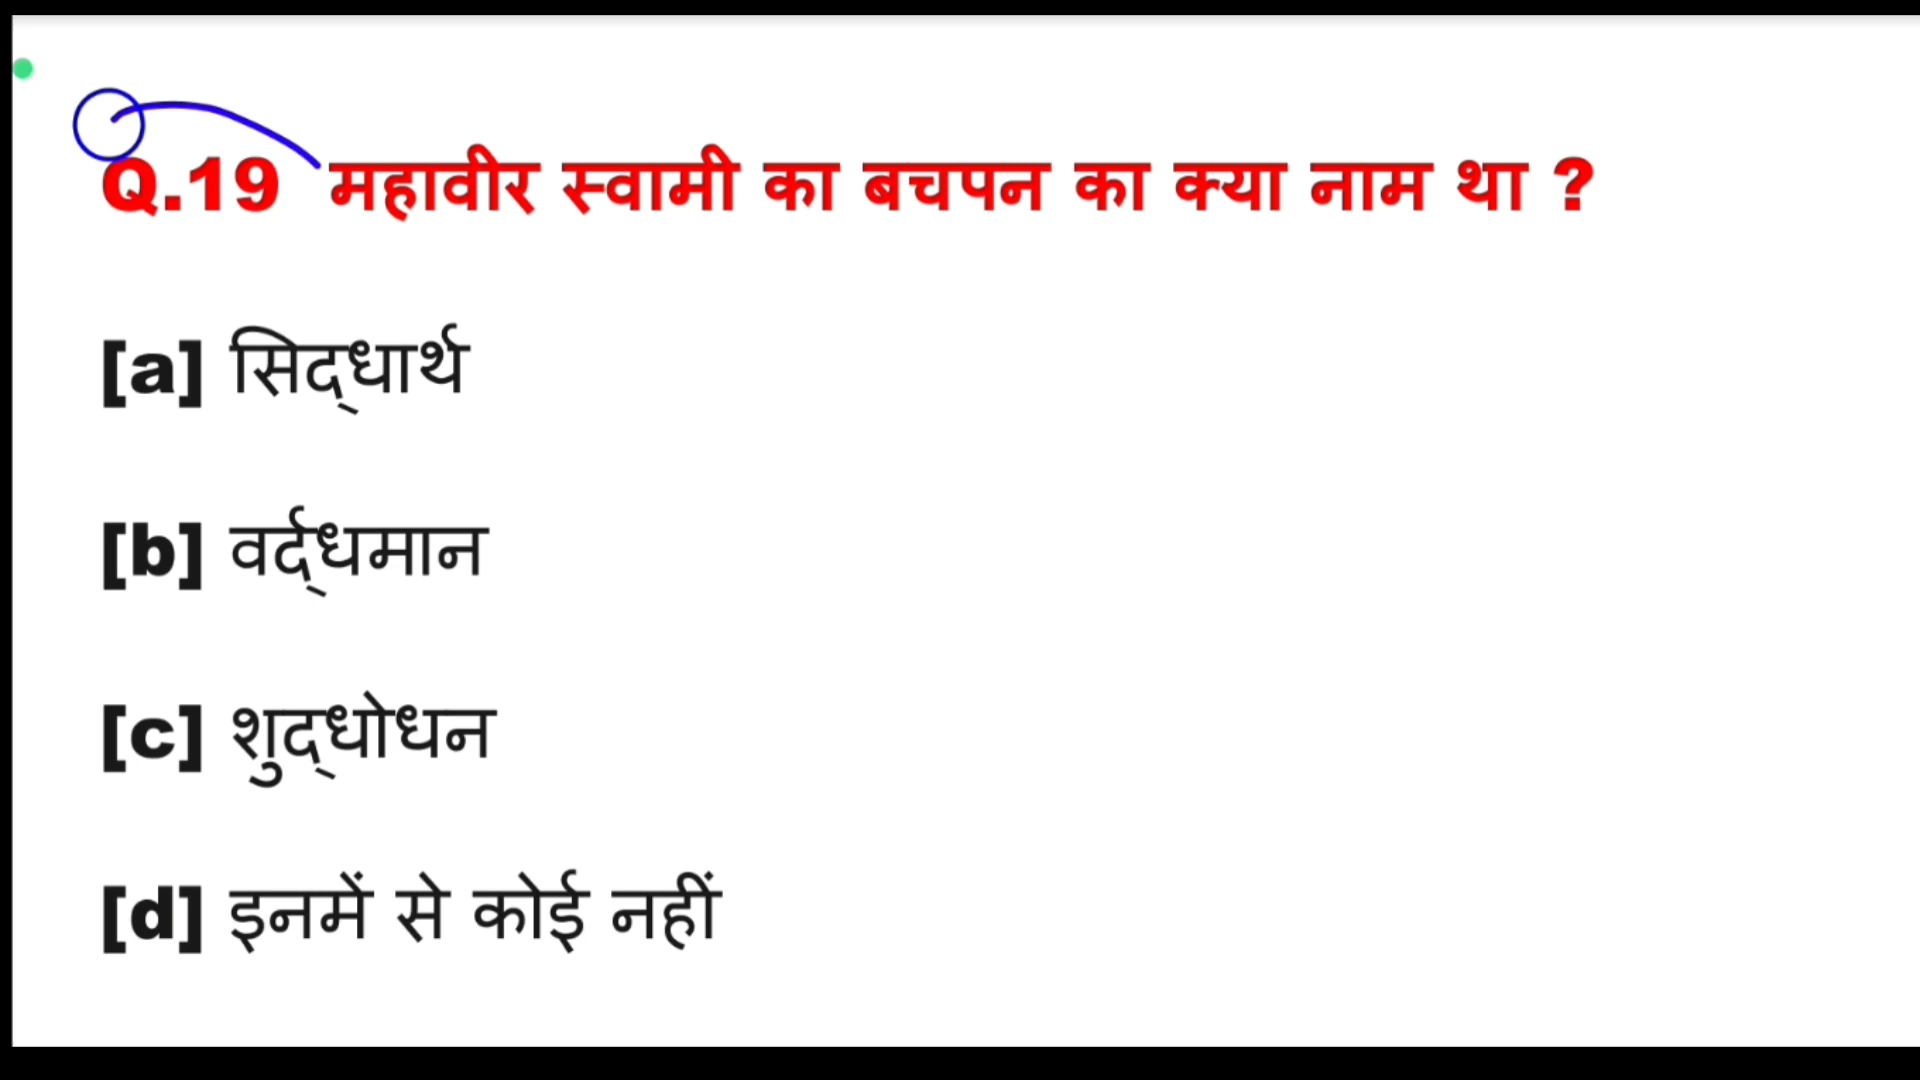 Q.19 महावीर स्वामी का बचपन का क्या नाम था ?
[a] सिद्‌धार्थ
[b] वर्द्‌धमान
[c] शुद्‌धोधन
[d] इनमें से कोई नहीं